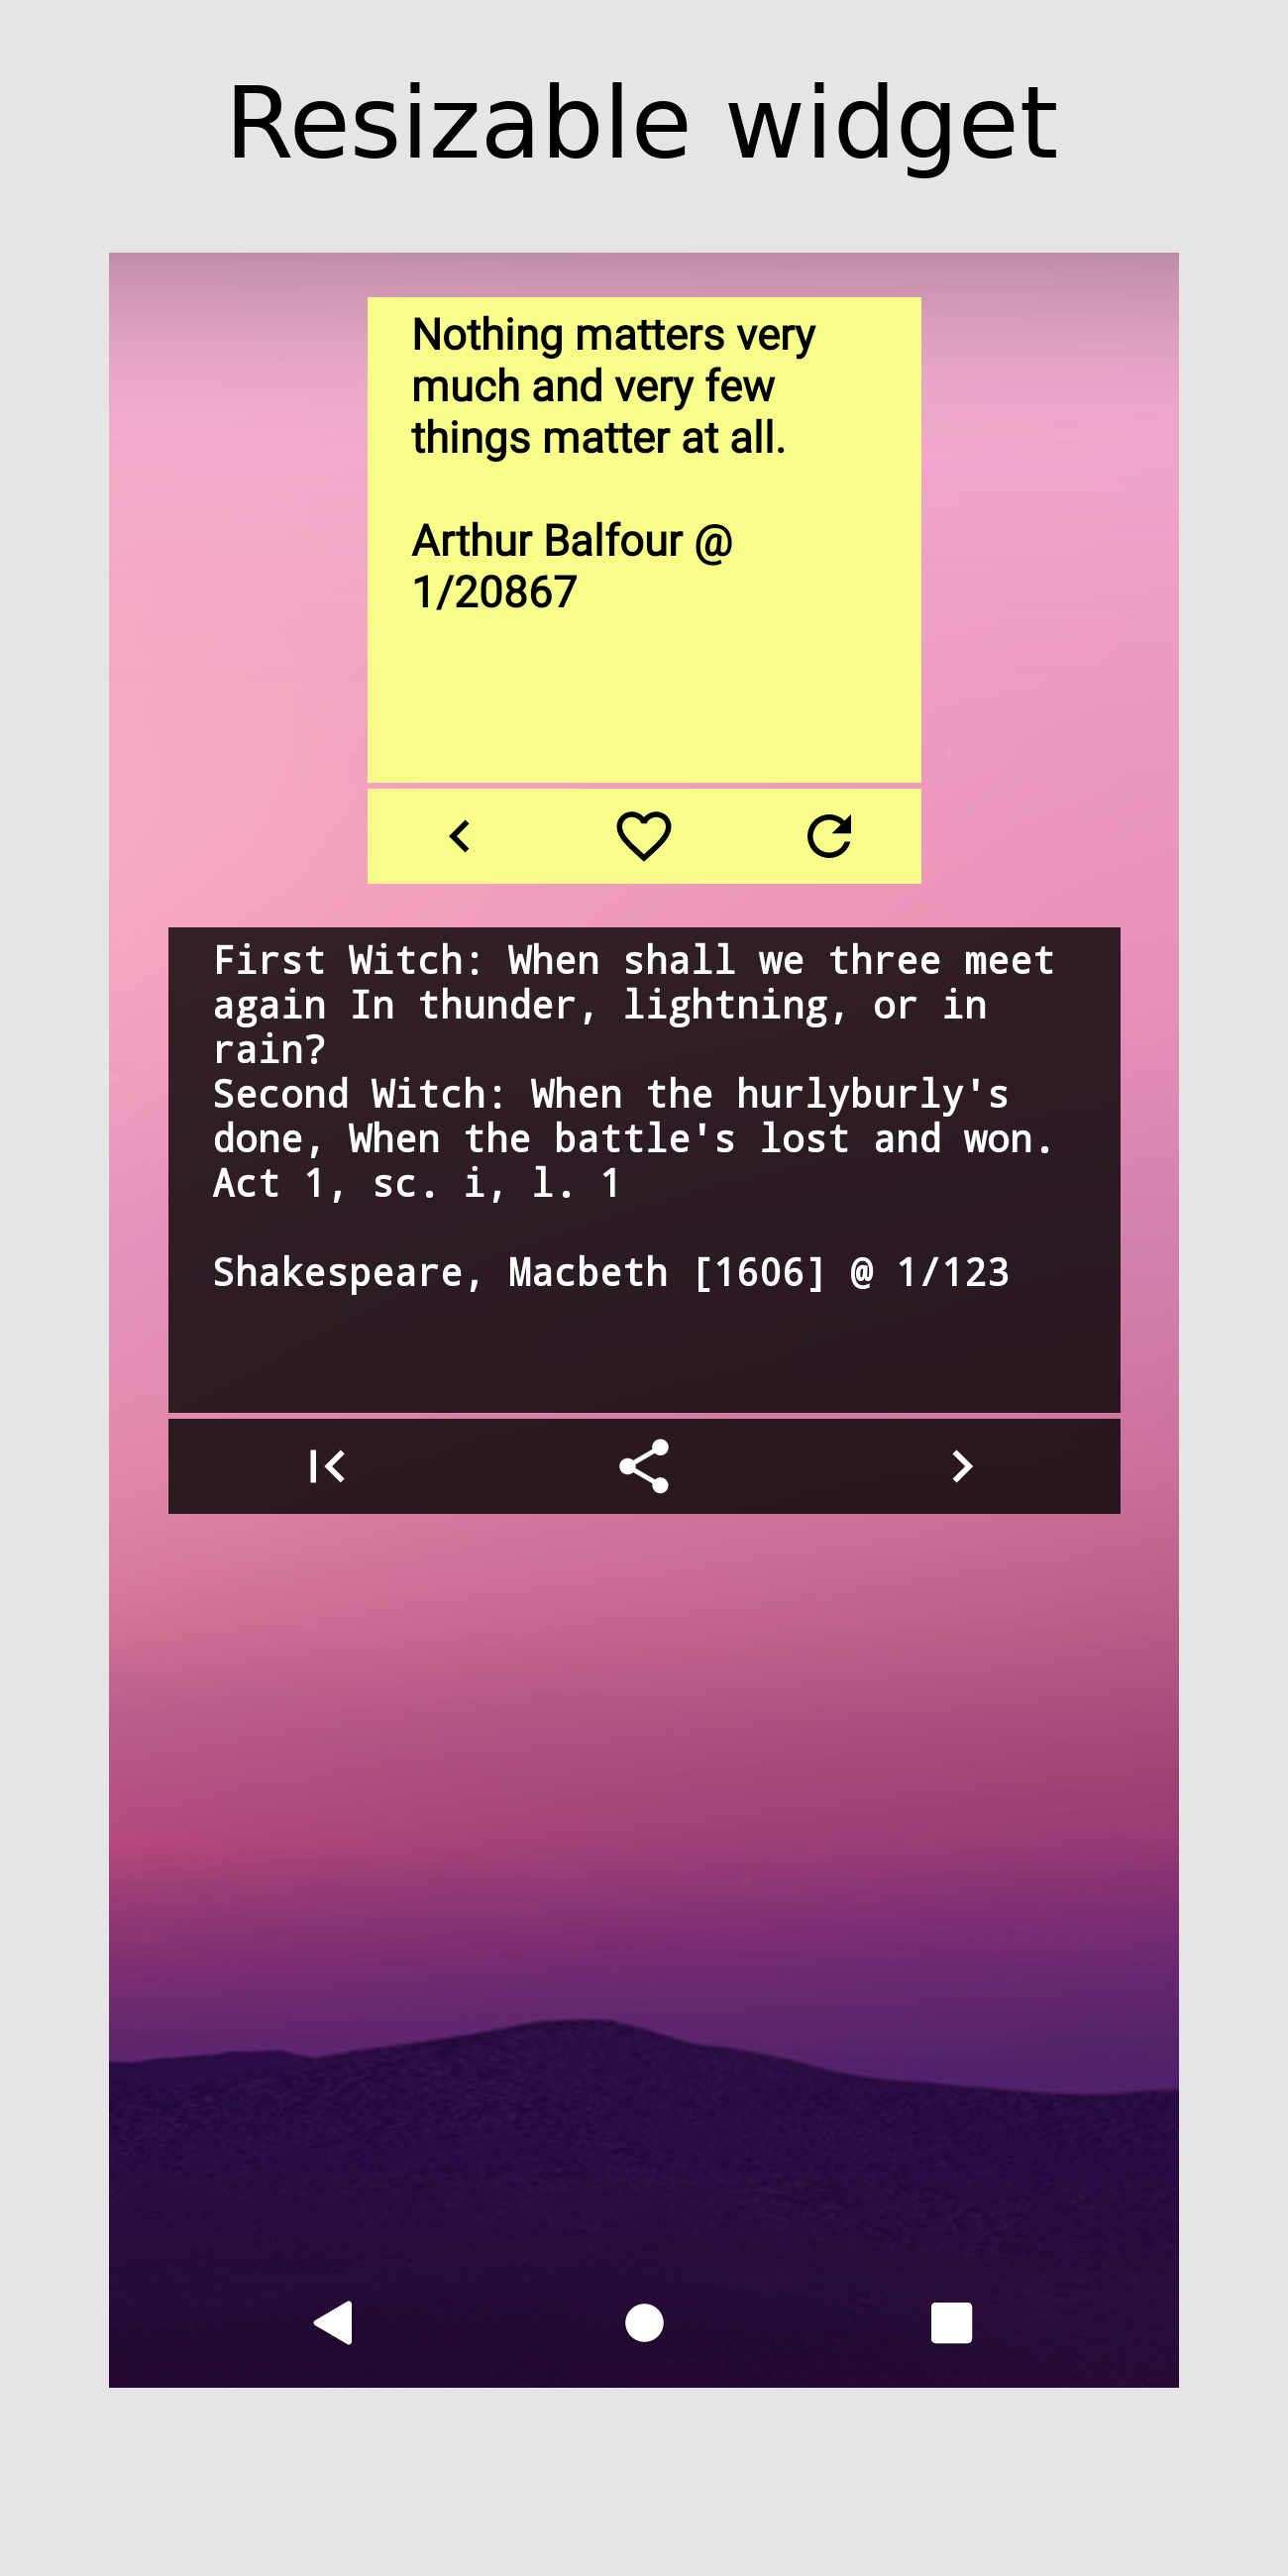 Resizable widget
Nothing matters very
much and very few
things matter at all.
Arthur Balfour @
1/20867
First Witch: When shall we three meet
again In thunder, lightning, or in
rain?
Second Witch: When the hurlyburly's
done, When the battle's lost and won.
Act 1, sc. i, l. 1
Shakespeare, Macbeth [1606] @ 1/123